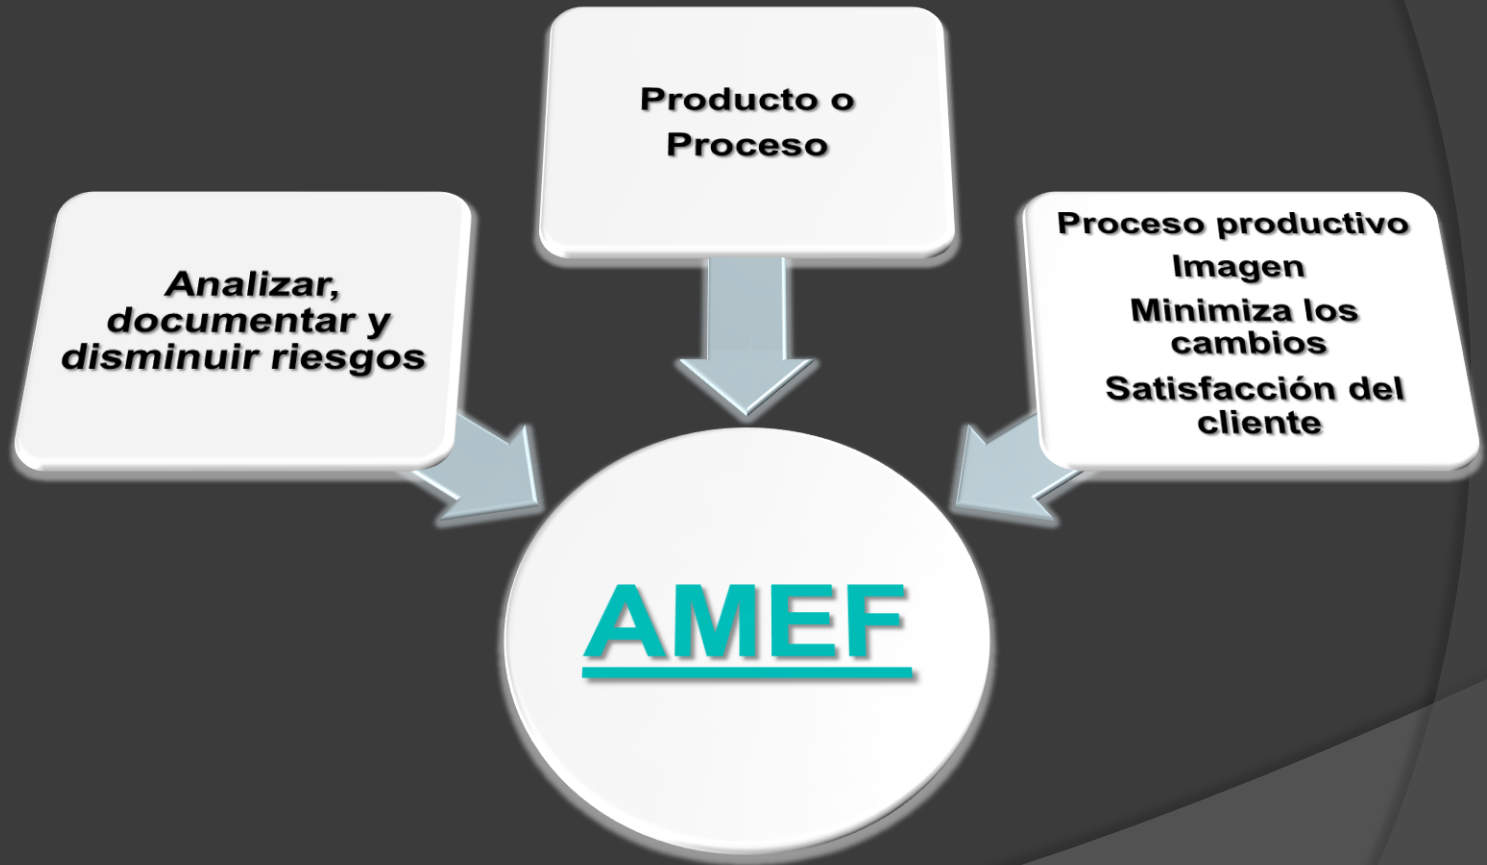 Producto o
Proceso
Analizar,
documentar y
disminuir riesgos
Proceso productivo
Imagen
Minimiza los
cambios
Satisfacción del
cliente
AMEF